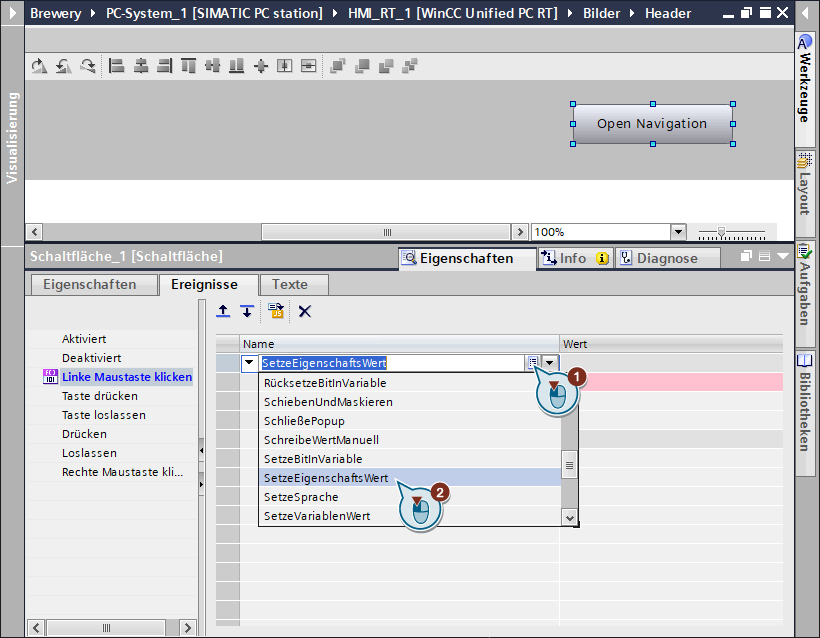 Brewery ▸ PC-System_1 [SIMATIC PC station] ▸ HMI_RT_1 [WinCC Unified PC RT] ▸ Bilder ▸ Header
Visualisierung
Open Navigation
100%
Schaltfläche_1 [Schaltfläche]
Eigenschaften
Info
Diagnose
Eigenschaften
Ereignisse
Texte
Aktiviert
Deaktiviert
Linke Maustaste klicken
Taste drücken
Taste loslassen
Drücken
Loslassen
Rechte Maustaste kli...
Name
Wert
SetzeEigenschaftsWert
RücksetzeBitInVariable
SchiebenUndMaskieren
SchließePopup
SchreibeWertManuell
SetzeBitInVariable
SetzeEigenschaftsWert
SetzeSprache
SetzeVariablenWert
1
2
Werkzeuge
Layout
Aufgaben
Bibliotheken